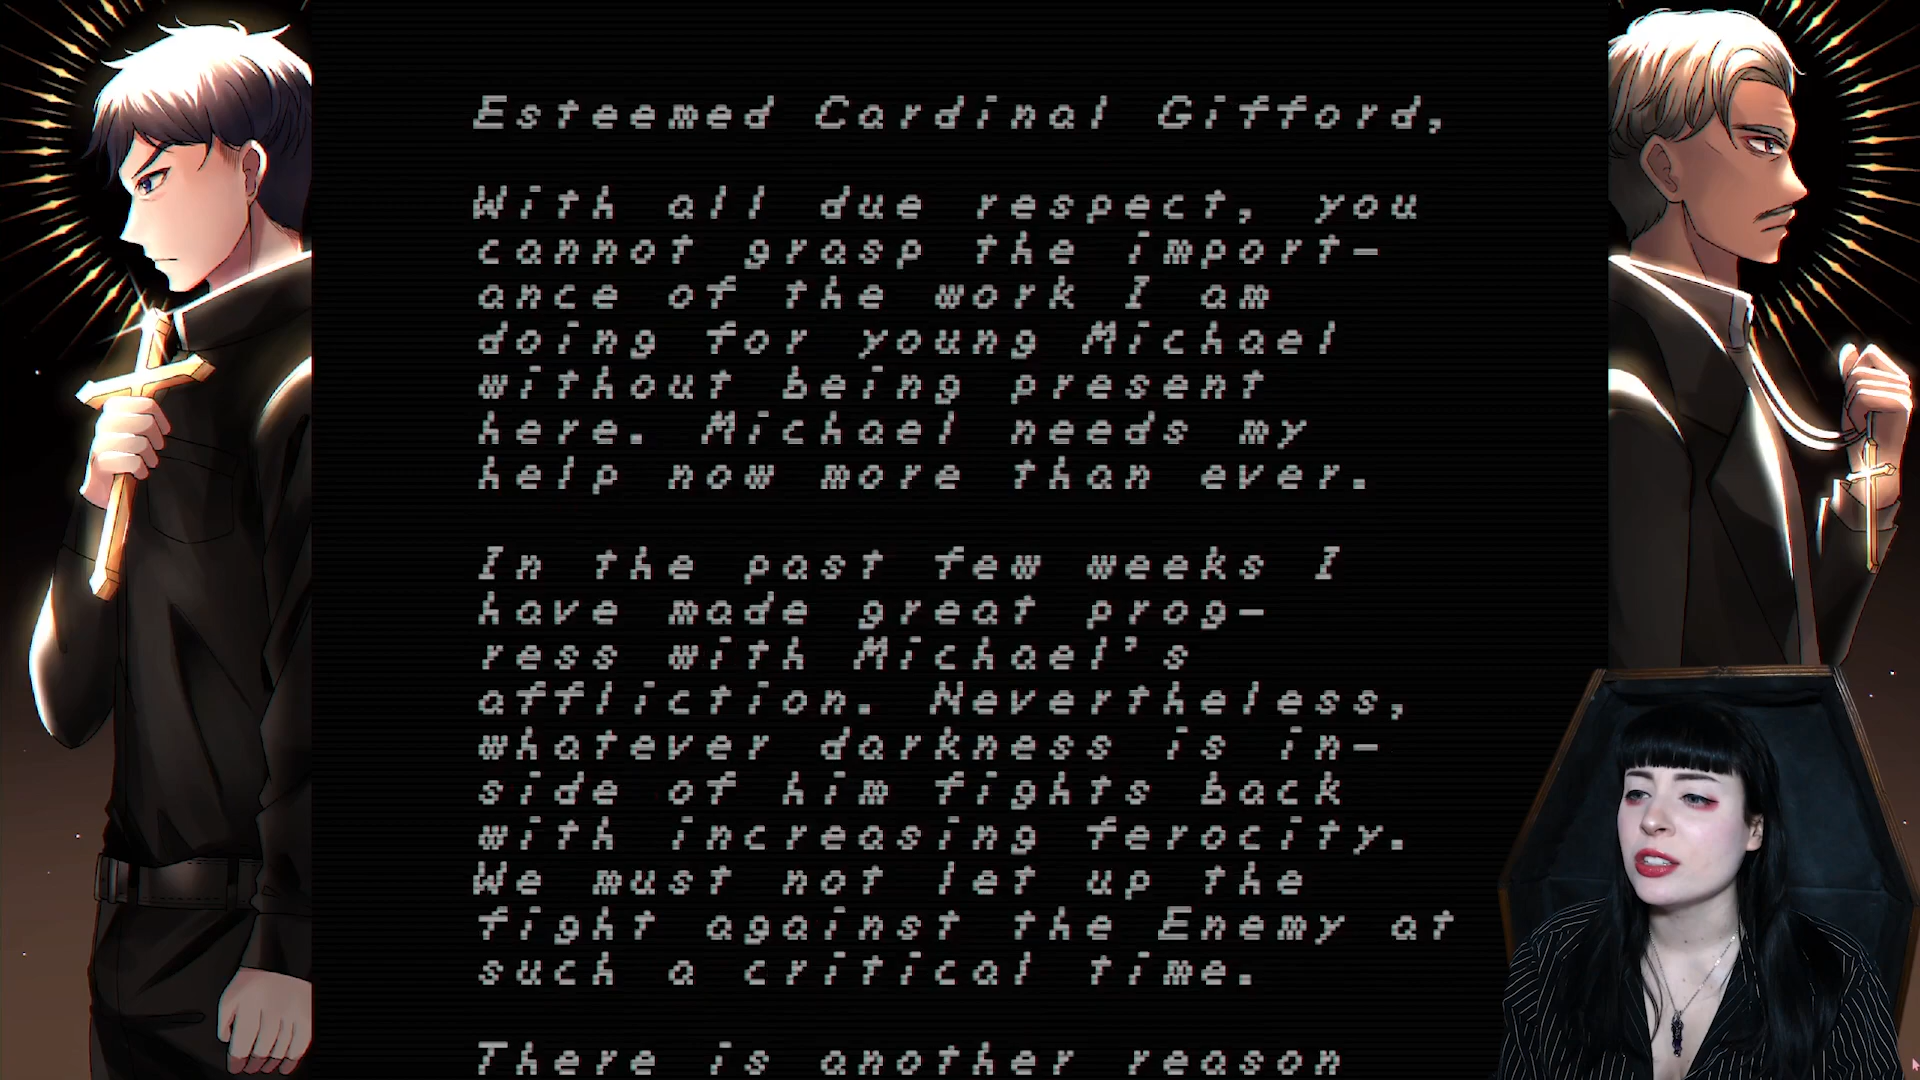 Esteemed Cardinal Gifford,
With all due respect, you
cannot grasp the import-
ance of the work I am
doing for young Michael
without being present
here. Michael needs my
help now more than ever.
In the past few weeks I
have made great prog-
ress with Michael's
affliction. Nevertheless,
whatever darkness is in-
side of him fights back
with increasing ferocity.
We must not let up the
fight against the Enemy at
such a critical time.
There is another reason